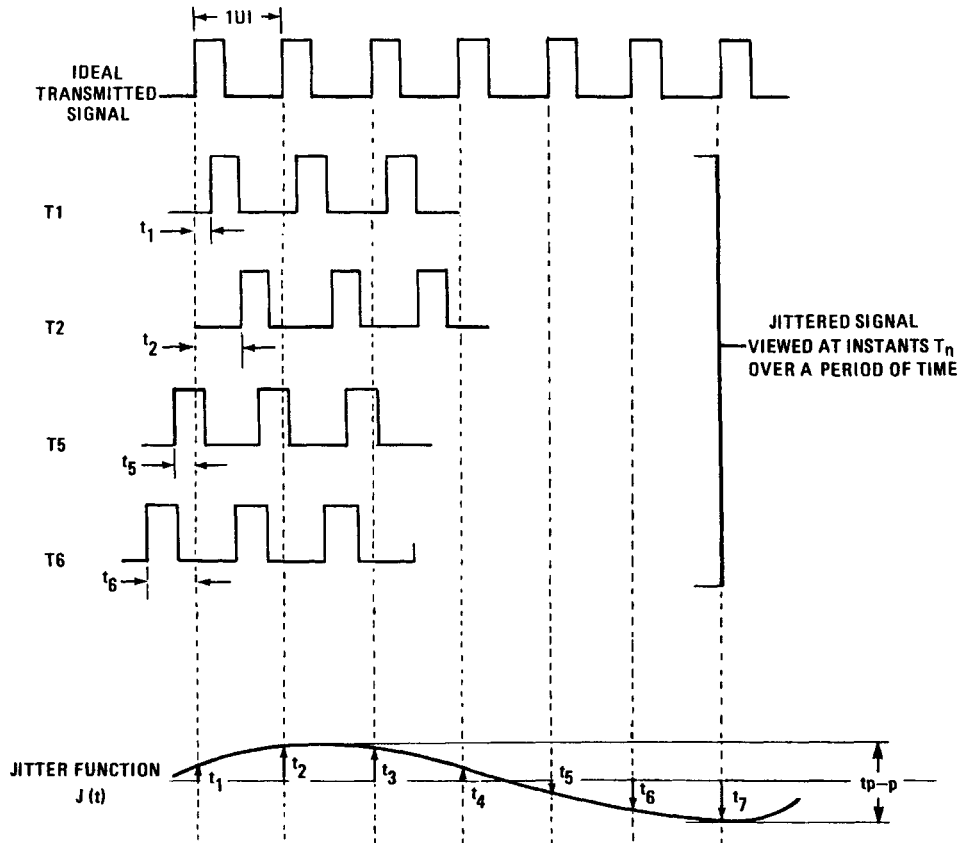 1UI
IDEAL
TRANSMITTED
SIGNAL
T1
t1
T2
t2
JITTERED SIGNAL
VIEWED AT INSTANTS Tn
OVER A PERIOD OF TIME
T5
t5
T6
t6
JITTER FUNCTION
J (t)
t1
t2
t3
t4
t5
t6
t7
tp-p